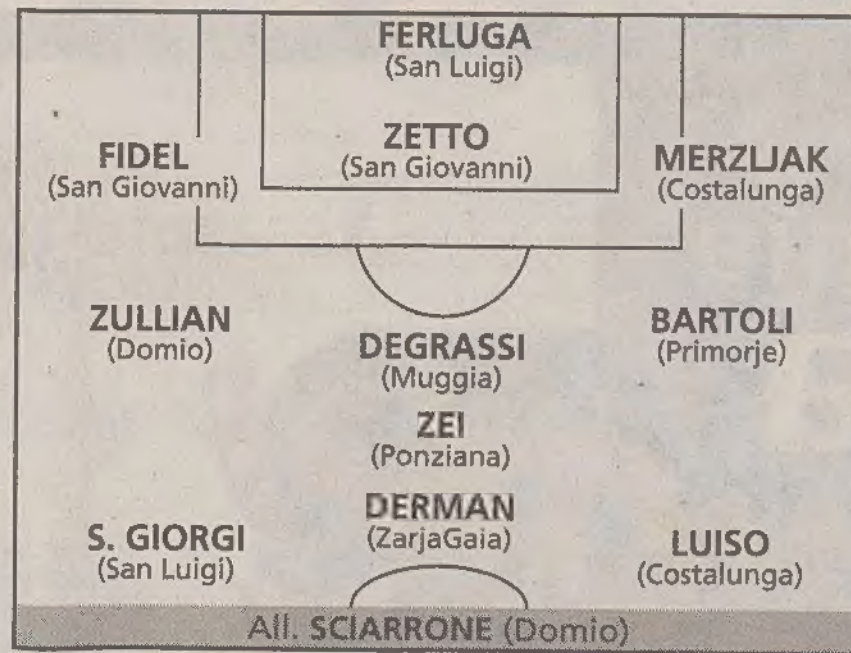 FERLUGA
(San Luigi)
FIDEL
(San Giovanni)
ZETTO
(San Giovanni)
MERZLJAK
(Costalunga)
ZULLIAN
(Domio)
DEGRASSI
(Muggia)
BARTOLI
(Primorje)
ZEI
(Ponziana)
S. GIORGI
(San Luigi)
DERMAN
(ZarjaGaia)
LUISO
(Costalunga)
All. SCIARRONE (Domio)